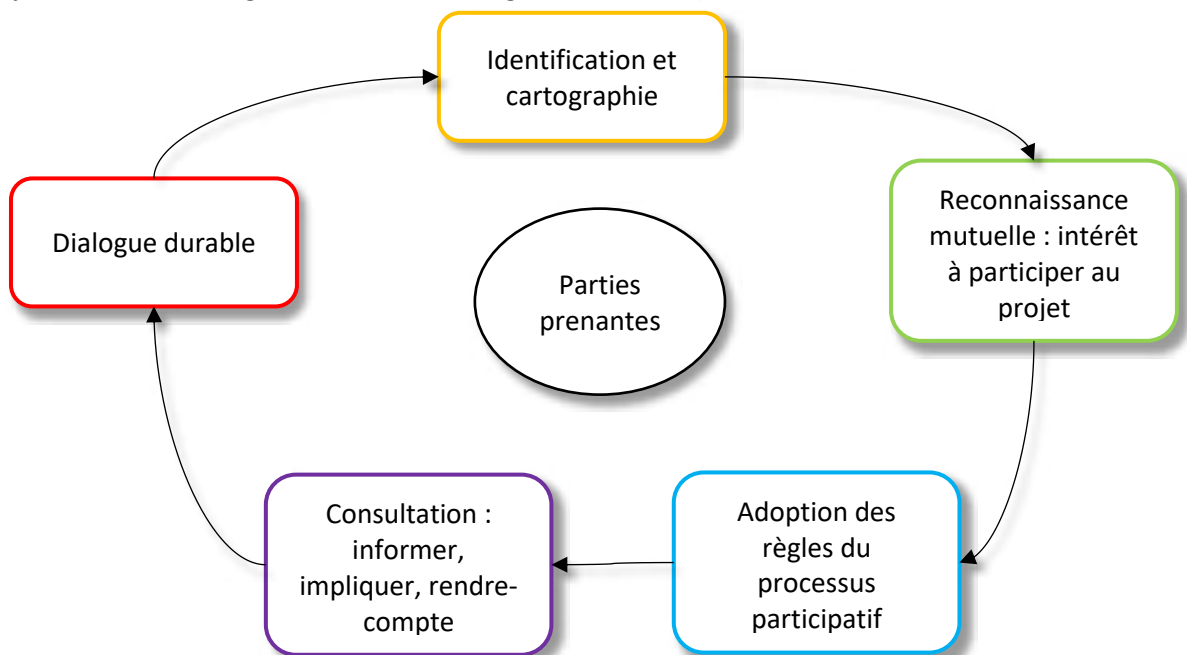 Identification et
cartographie
Reconnaissance
mutuelle : intérêt
à participer au
projet
Dialogue durable
Parties
prenantes
Consultation :
informer,
impliquer, rendre-
compte
Adoption des
règles du
processus
participatif